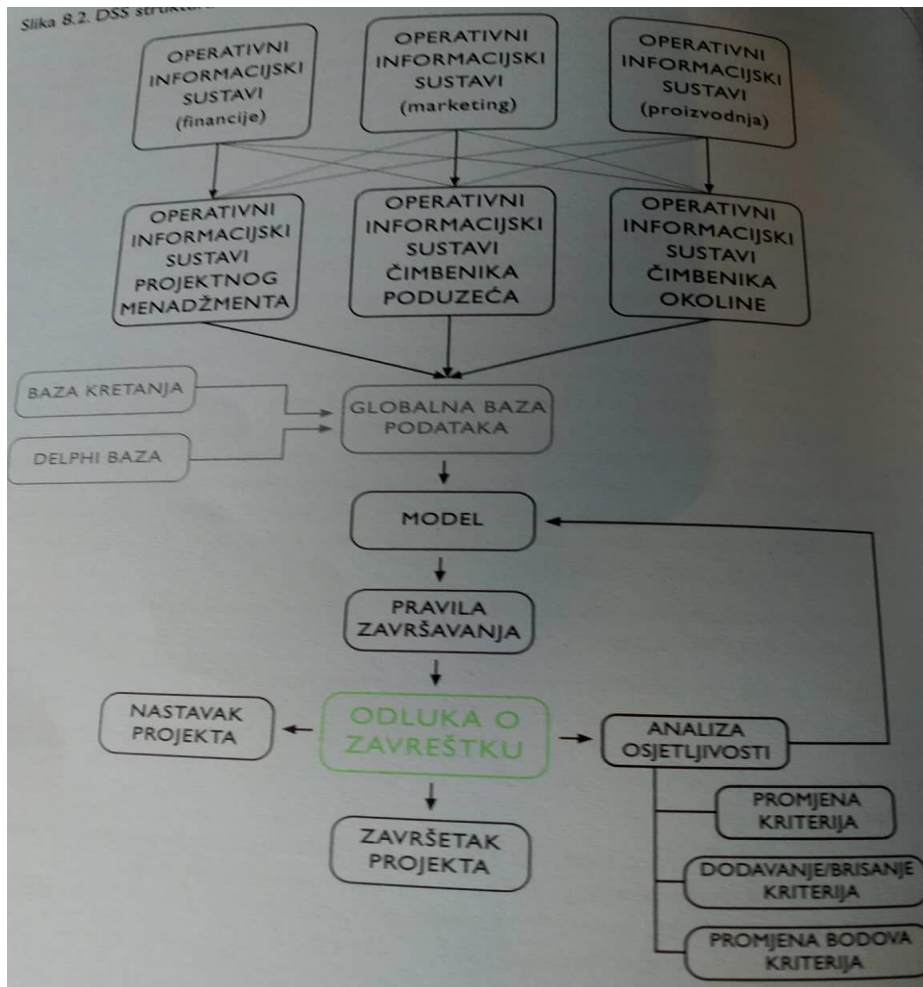 Slika 8.2. DSS struktura
OPERATIVNI
INFORMACIJSKI
SUSTAVI
(financije)
OPERATIVNI
INFORMACIJSKI
SUSTAVI
(marketing)
OPERATIVNI
INFORMACIJSKI
SUSTAVI
(proizvodnja)
OPERATIVNI
INFORMACIJSKI
SUSTAVI
PROJEKTNOG
MENADŽMENTA
OPERATIVNI
INFORMACIJSKI
SUSTAVI
ČIMBENIKA
PODUZEĆA
OPERATIVNI
INFORMACIJSKI
SUSTAVI
ČIMBENIKA
OKOLINE
BAZA KRETANJA
DELPHI BAZA
GLOBALNA BAZA
PODATAKA
MODEL
PRAVILA
ZAVRŠAVANJA
NASTAVAK
PROJEKTA
ODLUKA O
ZAVREŠTKU
ANALIZA
OSJETLJIVOSTI
ZAVRŠETAK
PROJEKTA
PROMJENA
KRITERIJA
DODAVANJE/BRISANJE
KRITERIJA
PROMJENA BODOVA
KRITERIJA